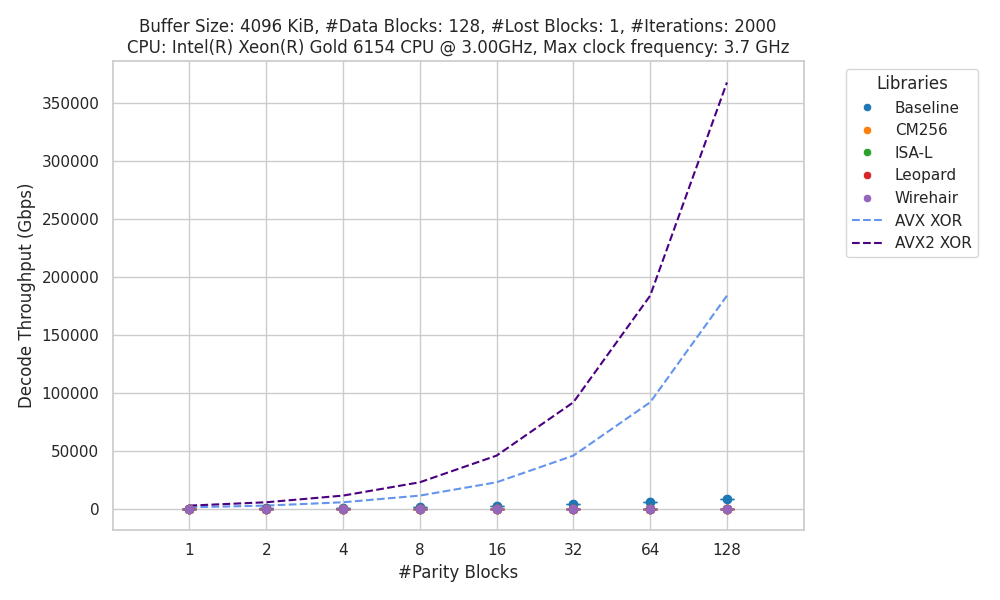 Buffer Size: 4096 KiB, #Data Blocks: 128, #Lost Blocks: 1, #Iterations: 2000
CPU: Intel(R) Xeon(R) Gold 6154 CPU @ 3.00GHz, Max clock frequency: 3.7 GHz
Decode Throughput (Gbps)
350000
300000
250000
200000
150000
100000
50000
0
1 2 4 8 16 32 64 128
#Parity Blocks
Libraries
Baseline
CM256
ISA-L
Leopard
Wirehair
AVX XOR
AVX2 XOR